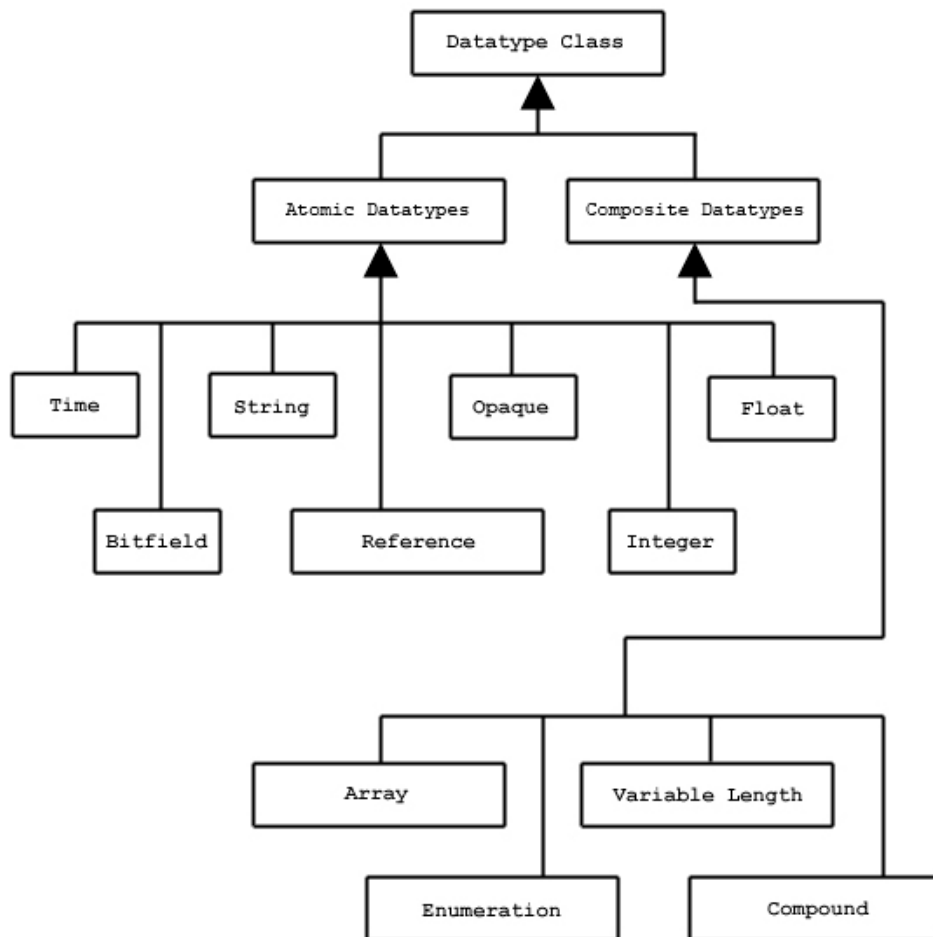 Datatype Class
Atomic Datatypes
Composite Datatypes
Time
String
Opaque
Float
Bitfield
Reference
Integer
Array
Variable Length
Enumeration
Compound